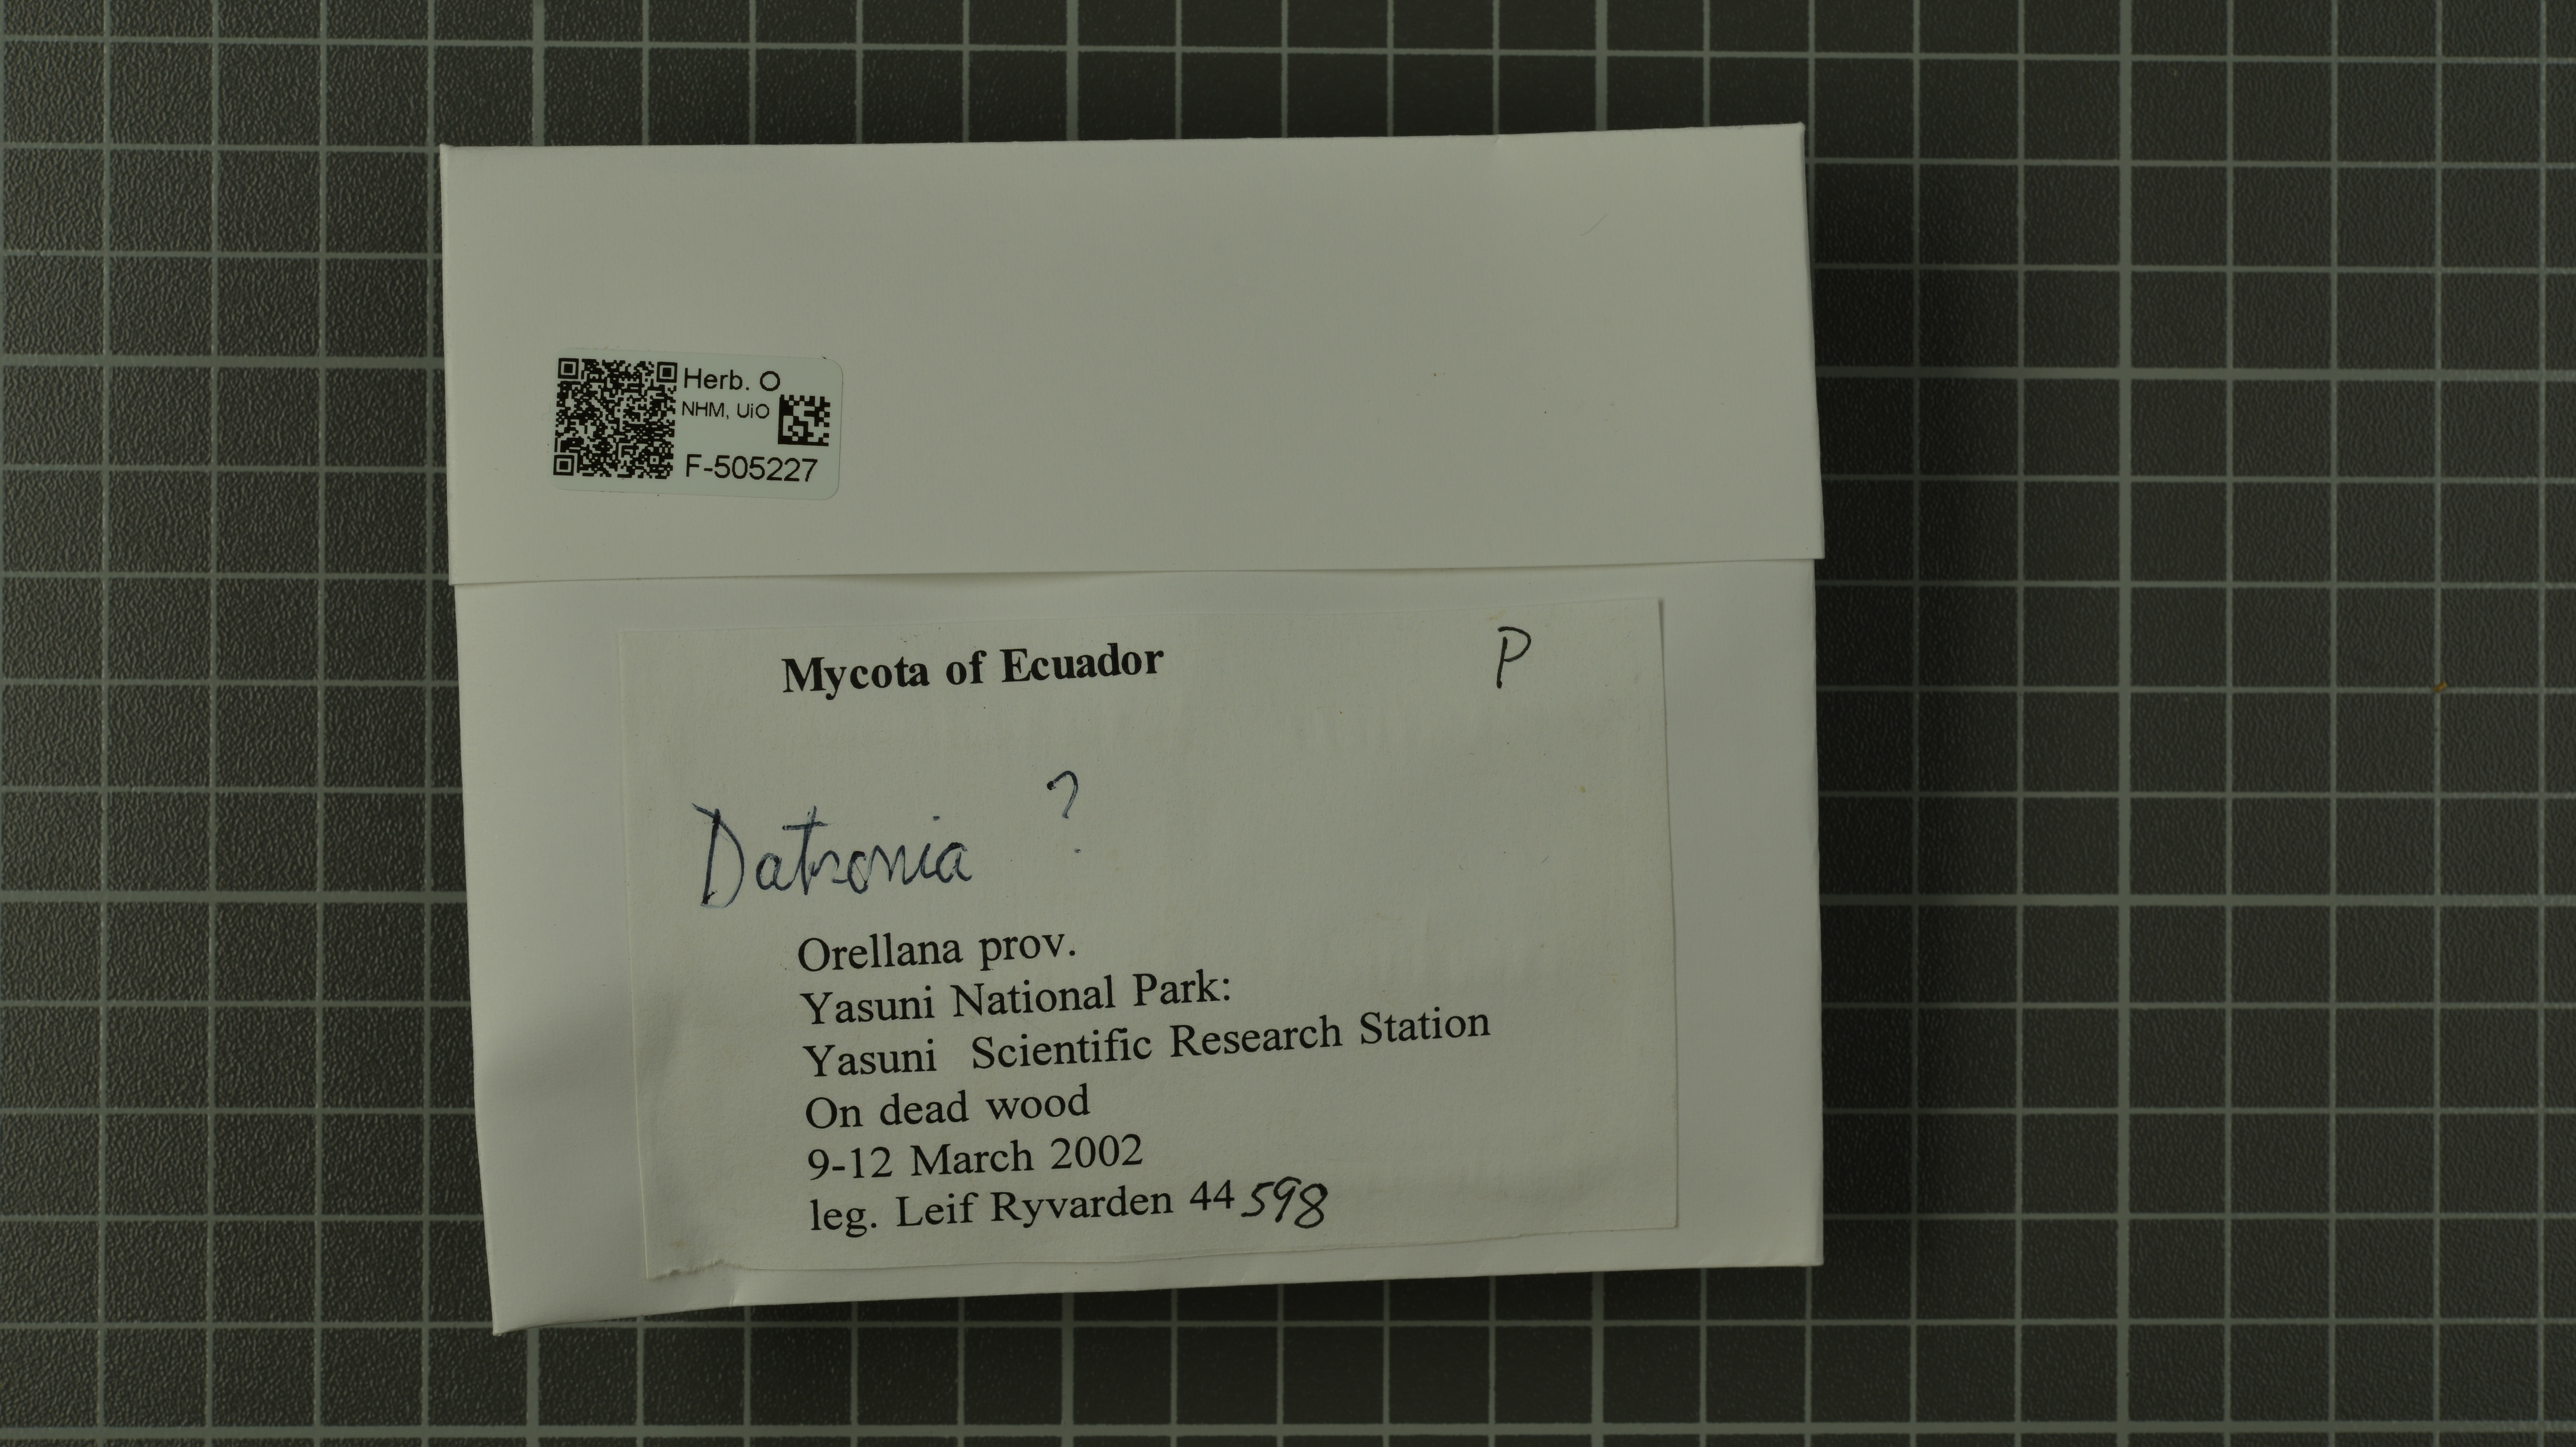 Herb. O
NHM, UiO
F-505227
Mycota of Ecuador
P
Datronia ?
Orellana prov.
Yasuni National Park:
Yasuni Scientific Research Station
On dead wood
9-12 March 2002
leg. Leif Ryvarden 44598